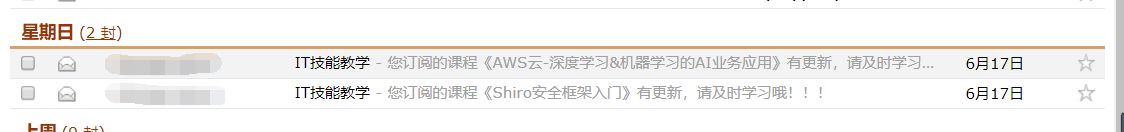 星期日 (2 封)
IT技能教学 - 您订阅的课程《AWS云-深度学习&机器学习的AI业务应用》有更新，请及时学习... 6月17日
IT技能教学 - 您订阅的课程《Shiro安全框架入门》有更新，请及时学习哦！！！ 6月17日
上周